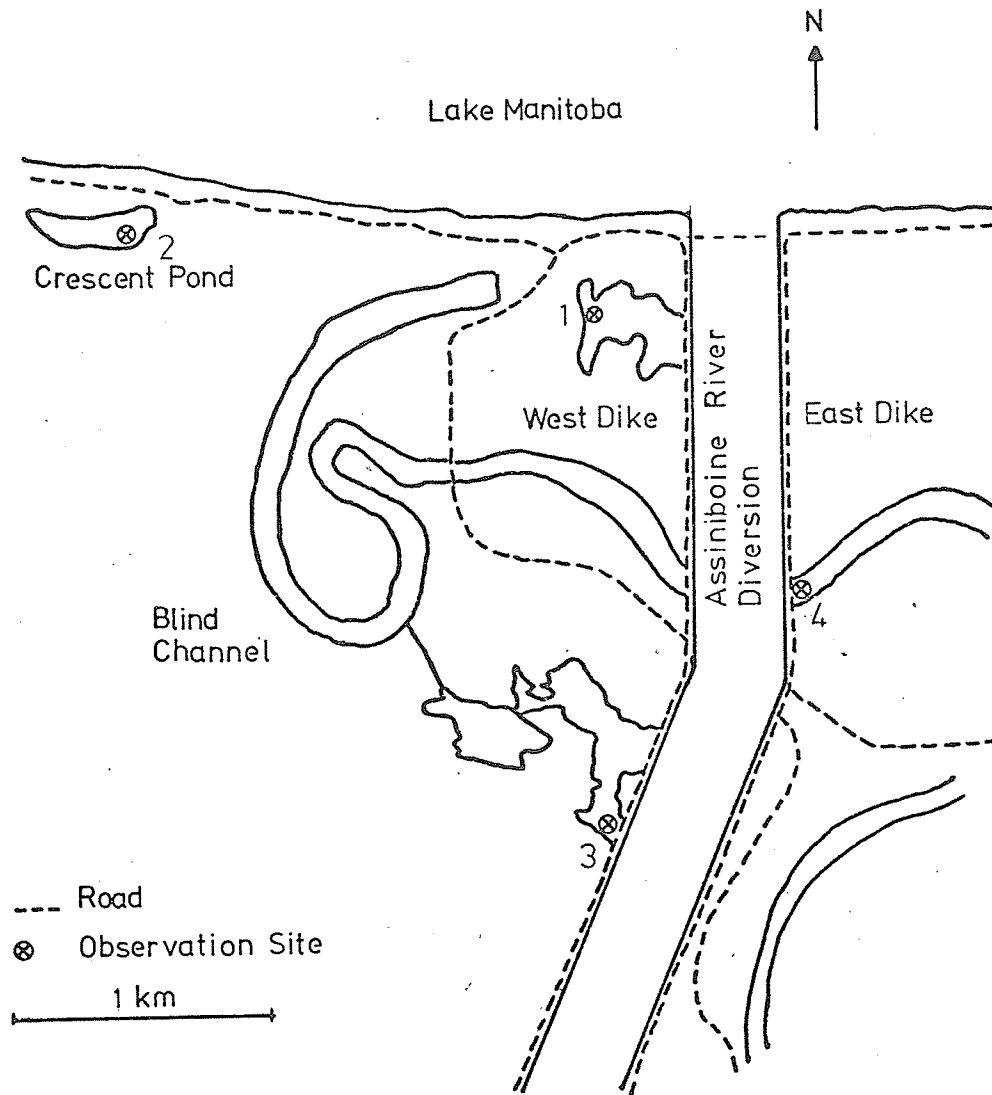 N
Lake Manitoba
2
Crescent Pond
1
West Dike
East Dike
Assiniboine River
Diversion
4
Blind
Channel
3
Road
Observation Site
1 km